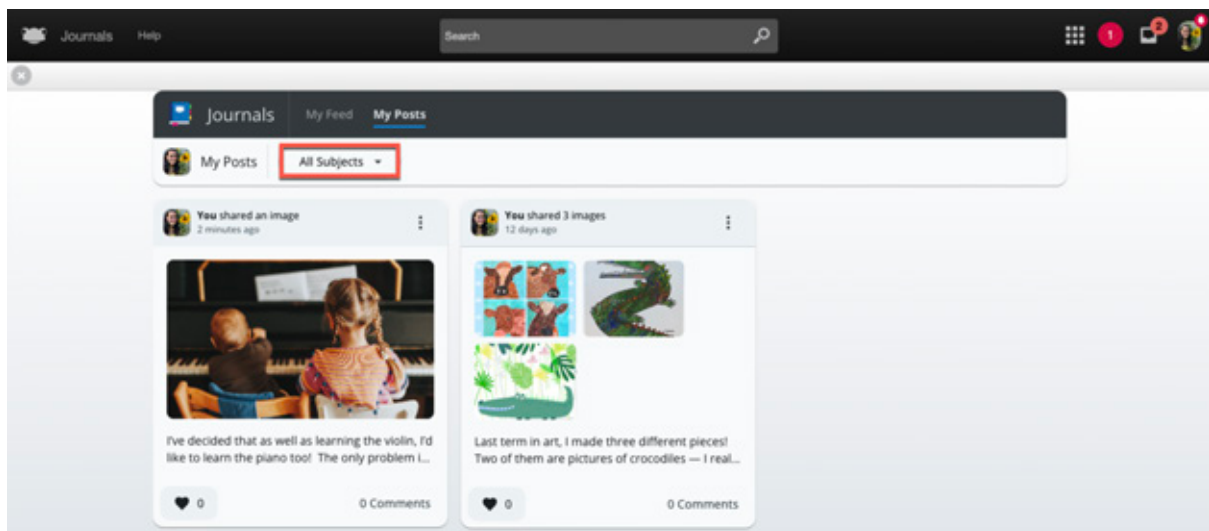 Journals Help Search 1 2
Journals My Feed My Posts
My Posts All Subjects
You shared an image
2 minutes ago
I've decided that as well as learning the violin, I'd
like to learn the piano too! The only problem i...
0 0 Comments
You shared 3 images
12 days ago
Last term in art, I made three different pieces!
Two of them are pictures of crocodiles — I real...
0 0 Comments